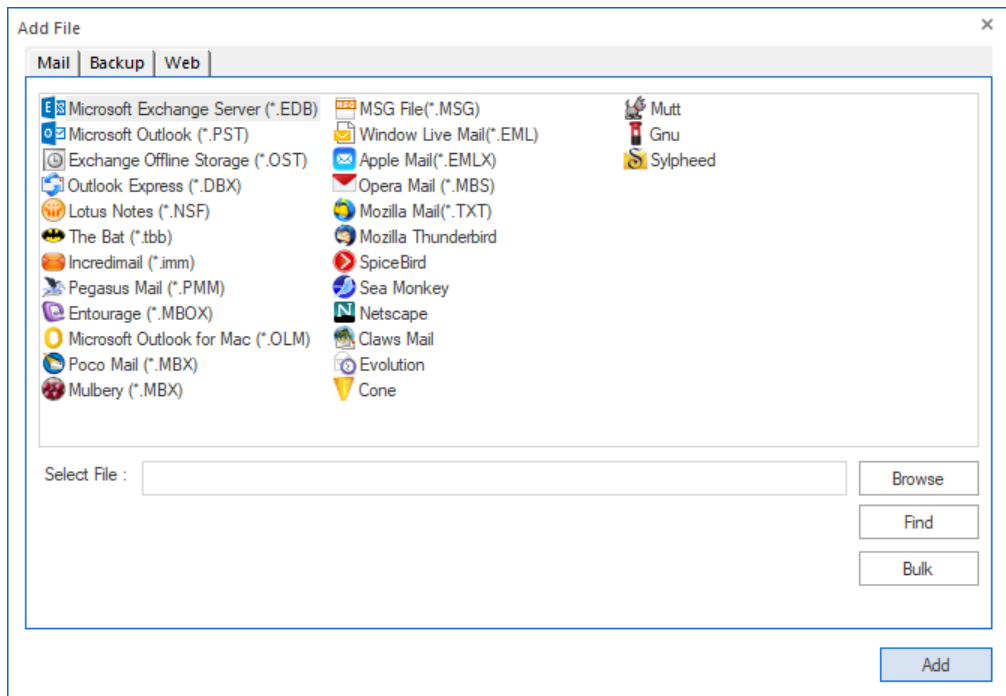 Add File
Mail Backup Web
Microsoft Exchange Server (*.EDB)
Microsoft Outlook (*.PST)
Exchange Offline Storage (*.OST)
Outlook Express (*.DBX)
Lotus Notes (*.NSF)
The Bat (*.tbb)
Incredimail (*.imm)
Pegasus Mail (*.PMM)
Entourage (*.MBOX)
Microsoft Outlook for Mac (*.OLM)
Poco Mail (*.MBX)
Mulbery (*.MBX)
MSG File(*.MSG)
Window Live Mail(*.EML)
Apple Mail(*.EMLX)
Opera Mail (*.MBS)
Mozilla Mail(*.TXT)
Mozilla Thunderbird
SpiceBird
Sea Monkey
Netscape
Claws Mail
Evolution
Cone
Mutt
Gnu
Sylpheed
Select File :
Browse
Find
Bulk
Add